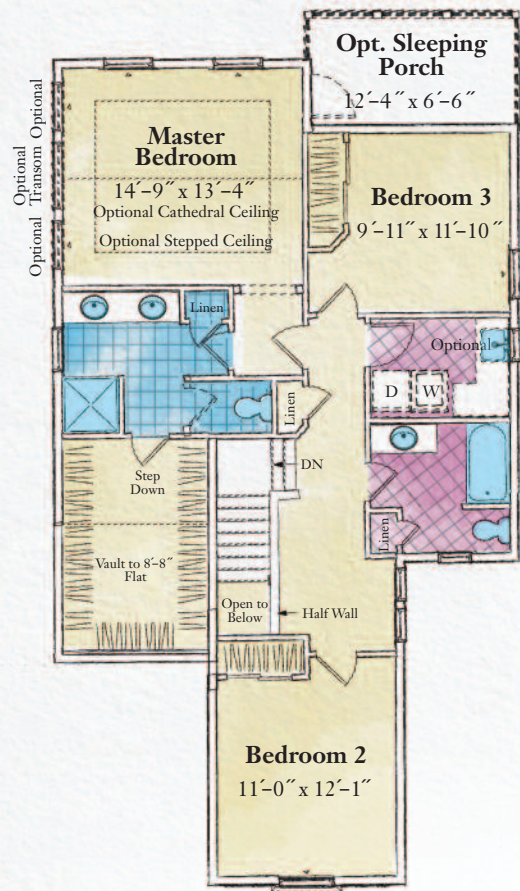 Opt. Sleeping
Porch
12´–4˝ x 6´–6˝
Optional
Optional
Transom
Optional
Master
Bedroom
14´–9˝ x 13´–4˝
Optional Cathedral Ceiling
Optional Stepped Ceiling
Bedroom 3
9´–11˝ x 11´–10˝
Linen
Optional
D
W
Linen
DN
Step
Down
Linen
Vault to 8'-8"
Flat
Open to
Below
Half Wall
Bedroom 2
11´–0˝ x 12´–1˝